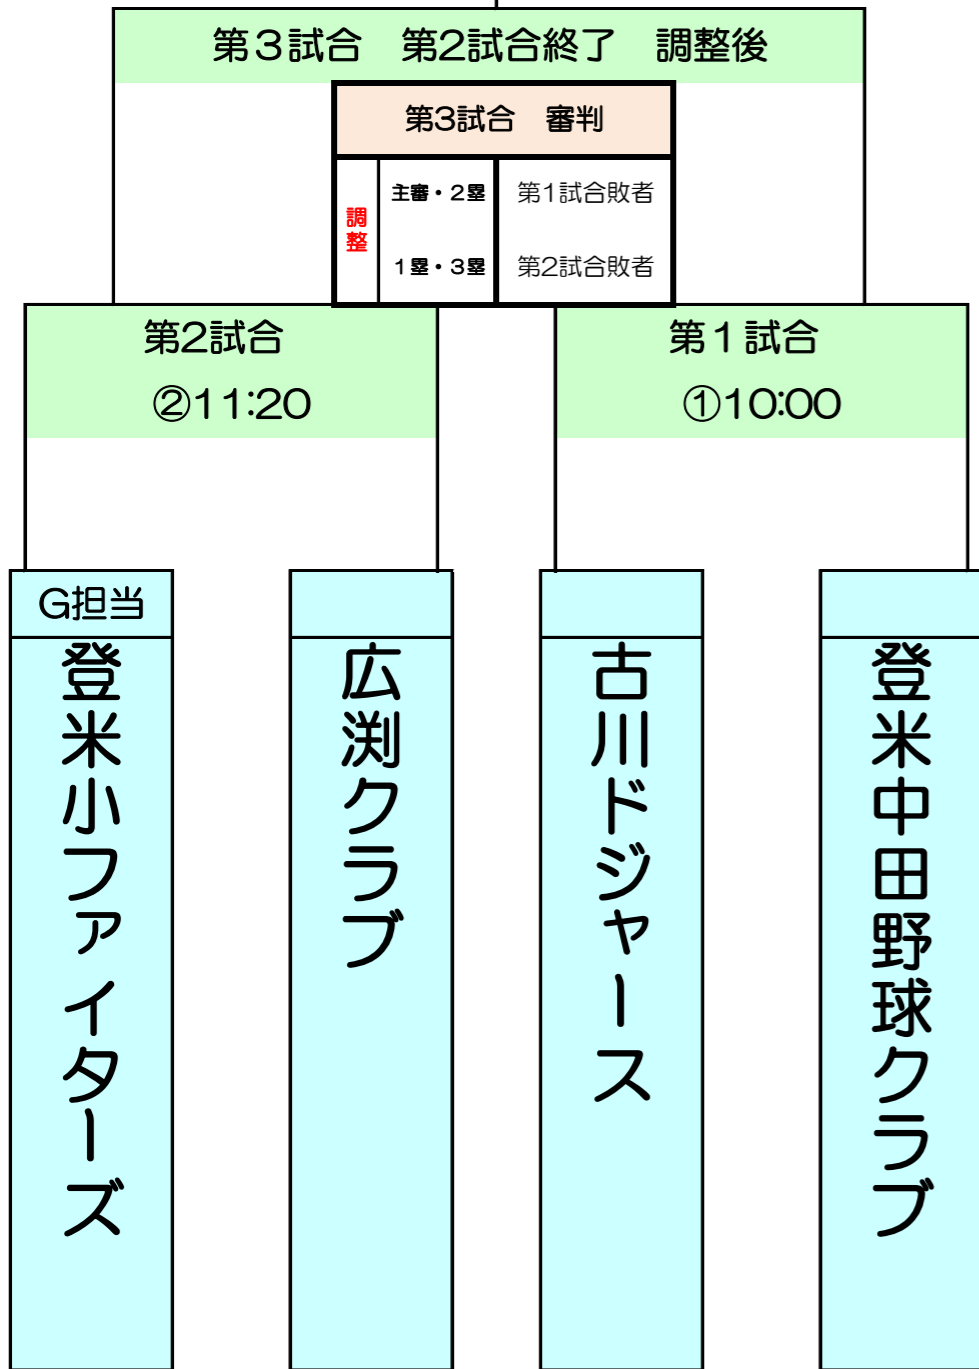 第３試合　第2試合終了　調整後
第3試合　審判
調整
主審・２塁
第1試合敗者
１塁・３塁
第2試合敗者
第2試合
②11:20
第１試合
①10:00
G担当
登米小ファイターズ
広渕クラブ
古川ドジャース
登米中田野球クラブ